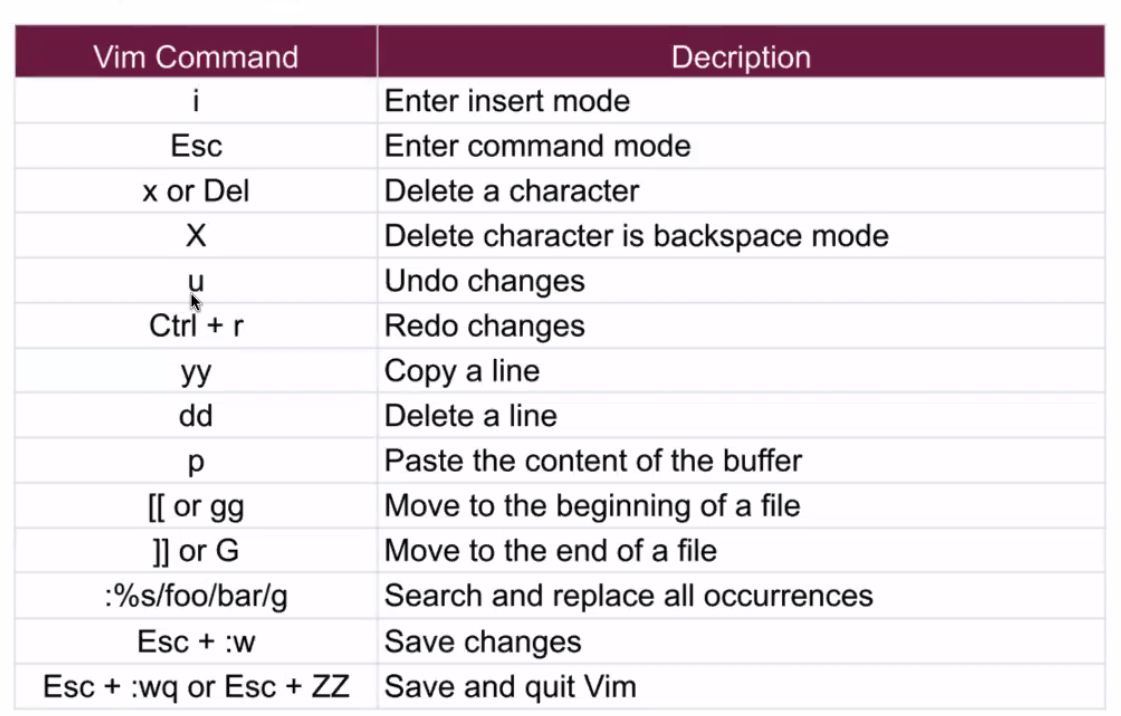 Vim Command Decription
i Enter insert mode
Esc Enter command mode
x or Del Delete a character
X Delete character is backspace mode
u Undo changes
Ctrl + r Redo changes
yy Copy a line
dd Delete a line
p Paste the content of the buffer
[[ or gg Move to the beginning of a file
]] or G Move to the end of a file
:%s/foo/bar/g Search and replace all occurrences
Esc + :w Save changes
Esc + :wq or Esc + ZZ Save and quit Vim